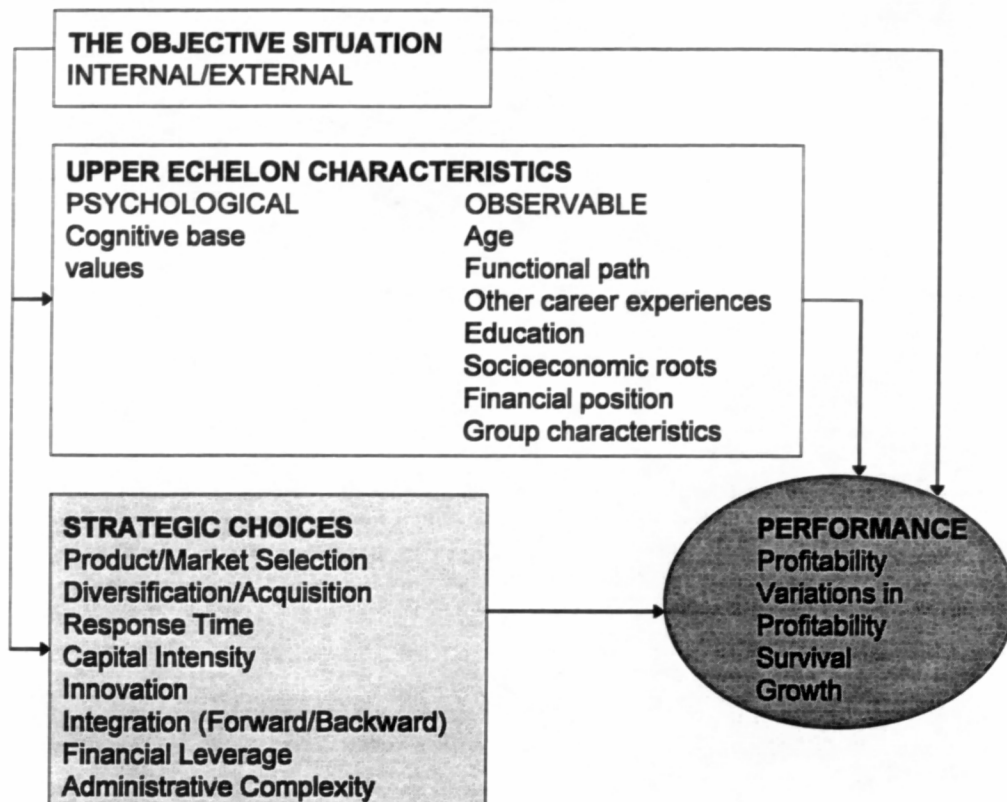 THE OBJECTIVE SITUATION
INTERNAL/EXTERNAL
UPPER ECHELON CHARACTERISTICS
PSYCHOLOGICAL
Cognitive base
values
OBSERVABLE
Age
Functional path
Other career experiences
Education
Socioeconomic roots
Financial position
Group characteristics
STRATEGIC CHOICES
Product/Market Selection
Diversification/Acquisition
Response Time
Capital Intensity
Innovation
Integration (Forward/Backward)
Financial Leverage
Administrative Complexity
PERFORMANCE
Profitability
Variations in
Profitability
Survival
Growth